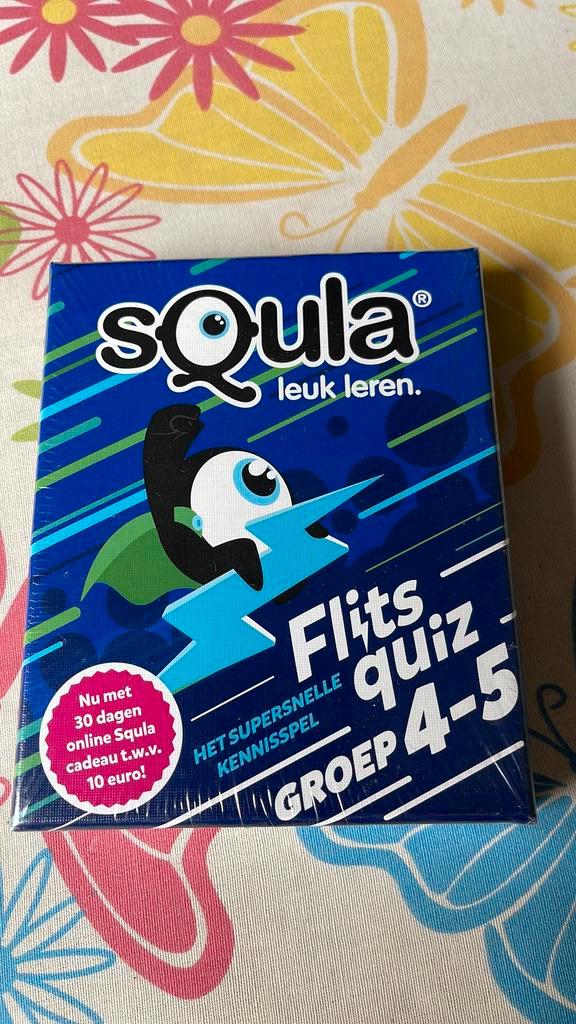 sQula®
leuk leren.
Flits
quiz
HET SUPERSNELLE
KENNISSPEL
GROEP 4-5
Nu met
30 dagen
online Squla
cadeau t.w.v.
10 euro!